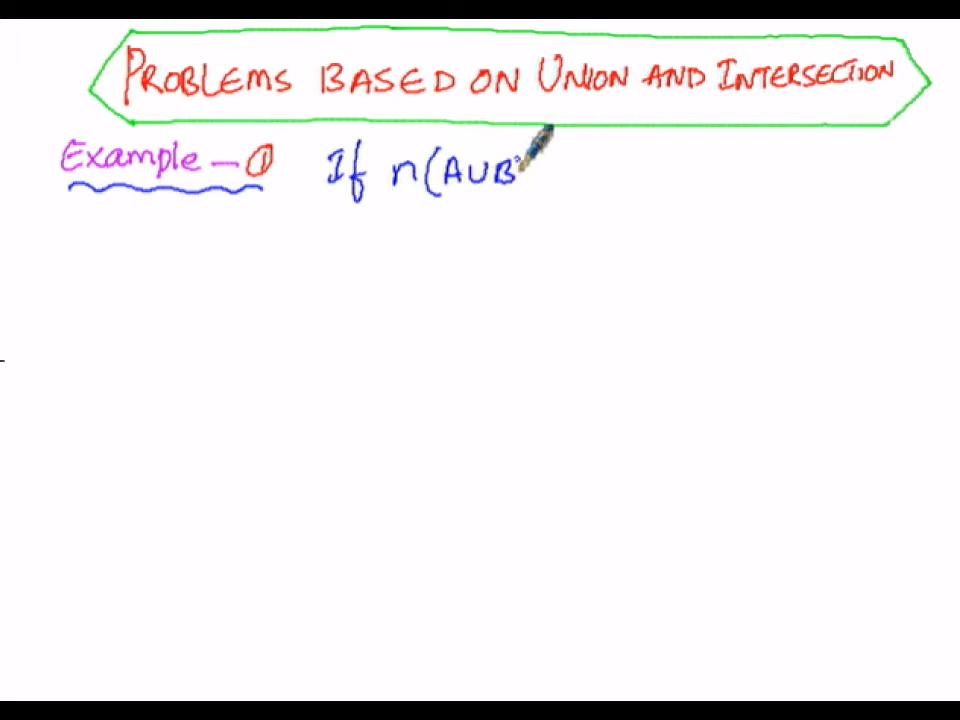 PROBLEMS BASED ON UNION AND INTERSECTION
Example - ① If n(AUB